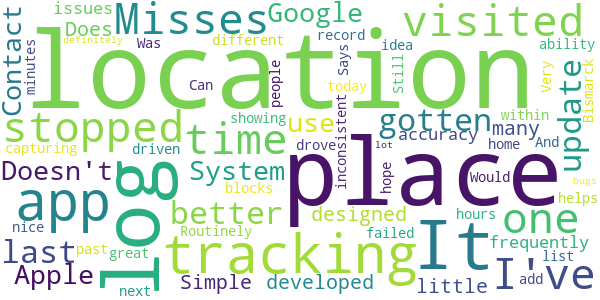 issues
Misses
Google
visited
Contact
Does
minutes
definitely
Was
different
record
idea
Still
ability
location
Says
people
Can
today
Very
Bismarck
stopped
time
showing
use
gotten
within
many
update
capturing
driven
drove
inconsistent
accuracy
home
And
Doesn't
log
System
place
lot
hope
Would
bugs
app
blocks
better
designed
It
one
helps
nice
Routinely
failed
hours
frequently
last
past
tracking
I've
list
Apple
great
Simple
developed
little
add
next